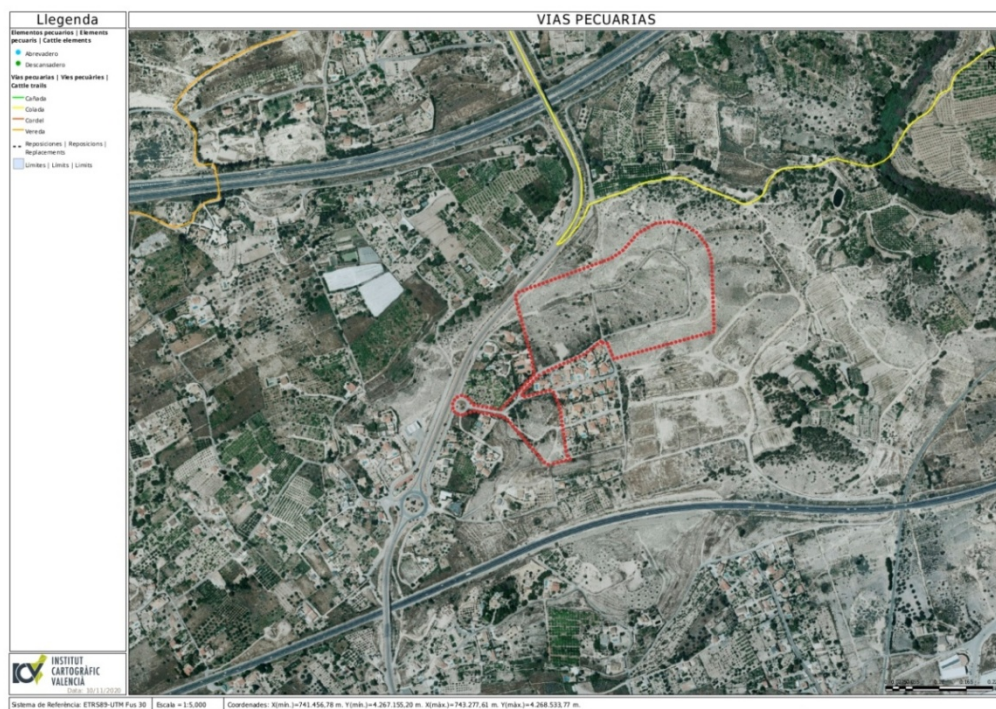 Llegenda
VIAS PECUARIAS
Elementos pecuarios | Elements
pecuaris | Cattle elements
Abrevadero
Descansadero
Vías pecuarias | Vies pecuàries |
Cattle trails
Cañada
Colada
Cordel
Vereda
Reposiciones | Reposicions |
Replacements
Límites | Límits | Limits
ICV
INSTITUT
CARTOGRÀFIC
VALENCIÀ
Data: 10/11/2020
Sistema de Referència: ETRS89-UTM Fus 30
Escala = 1:5,000
Coordenades: X(mín.)=741.456,78 m. Y(mín.)=4.267.155,20 m. X(màx.)=743.277,61 m. Y(màx.)=4.268.533,77 m.